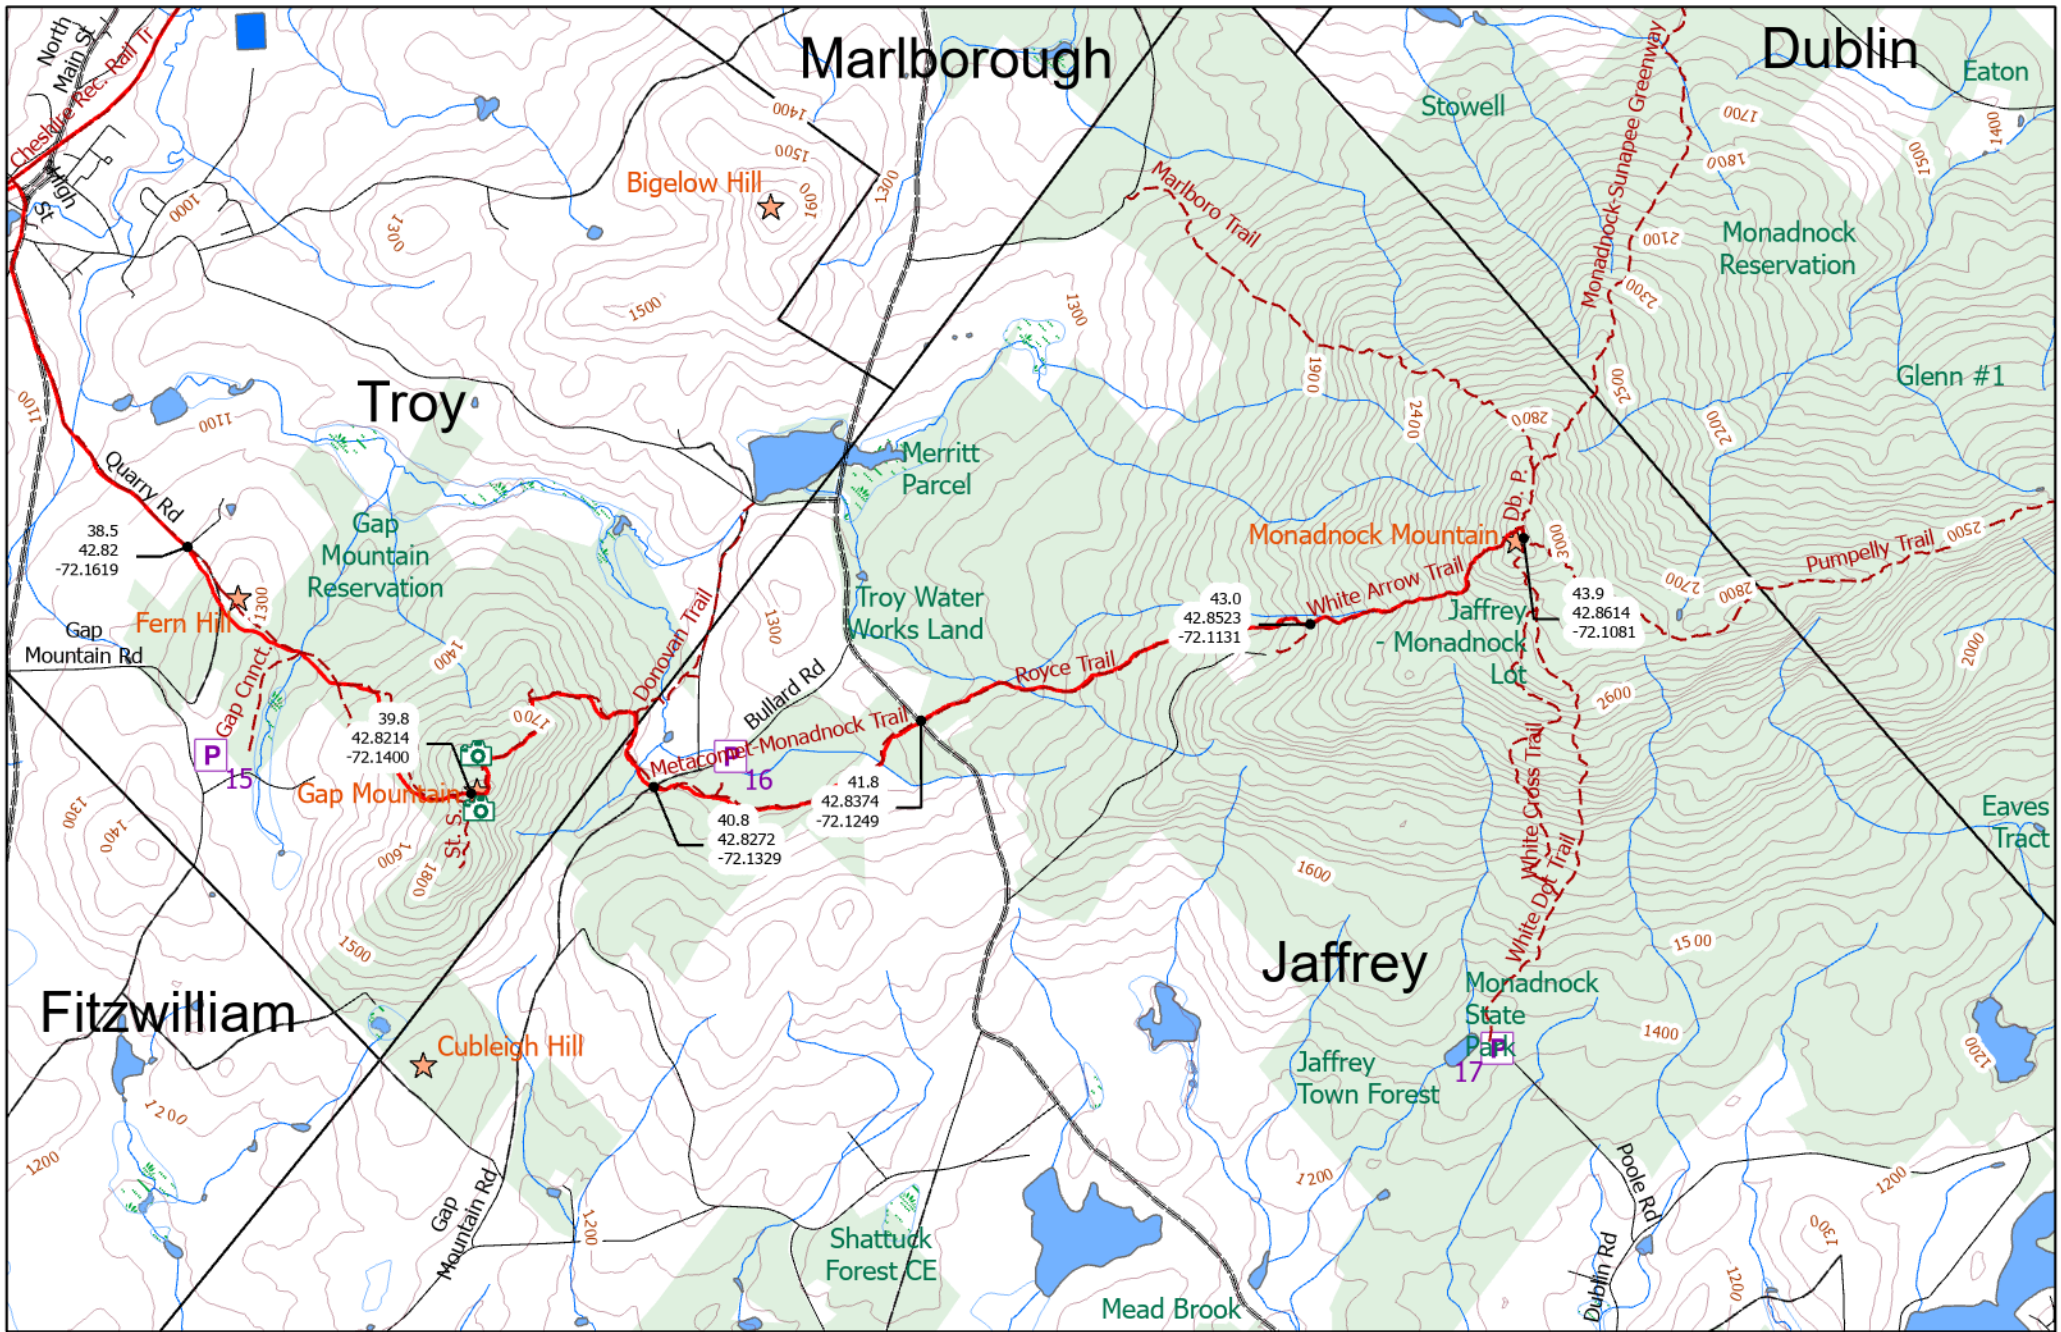 North
Main St
Cheshire Rec. Rail Tr
High
St
Marlborough
Dublin
Eaton
Stowell
Monadnock-Sunapee Greenway
1700
1800
1500
1400
1400
1500
1600
1300
Bigelow Hill
1000
1300
1500
Marlboro Trail
2100
2300
Monadnock
Reservation
1300
1900
2400
2800
2500
2200
Glenn #1
1100
1100
Troy
Quarry Rd
Merritt
Parcel
38.5
42.82
-72.1619
Gap
Mountain
Reservation
Fern Hill
1300
Gap
Mountain Rd
Gap Cnnct.
1400
Donovan Trail
1300
Troy Water
Works Land
Bullard Rd
Monadnock Mountain
Db. P.
3000
White Arrow Trail
43.0
42.8523
-72.1131
43.9
42.8614
-72.1081
Jaffrey
- Monadnock
Lot
2700
2800
Pumpelly Trail
2500
2000
2600
Royce Trail
Metacomet-Monadnock Trail
P
15
39.8
42.8214
-72.1400
1700
Gap Mountain
St. S.
P
16
41.8
42.8374
-72.1249
40.8
42.8272
-72.1329
1300
1400
1600
1800
1500
White Cross Trail
White Dot Trail
1600
1500
Eaves
Tract
Fitzwilliam
Jaffrey
Cubleigh Hill
Monadnock
State
Park
P
17
1400
1200
Jaffrey
Town Forest
1200
1200
Gap
Mountain Rd
1200
Shattuck
Forest CE
Mead Brook
1200
Poole Rd
Dublin Rd
1200
1300
1200